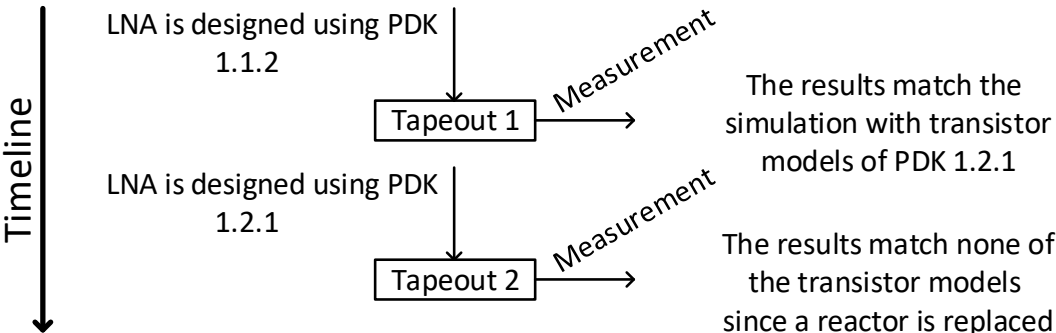 Timeline
LNA is designed using PDK
1.1.2
Tapeout 1
Measurement
The results match the
simulation with transistor
models of PDK 1.2.1
LNA is designed using PDK
1.2.1
Tapeout 2
Measurement
The results match none of
the transistor models
since a reactor is replaced